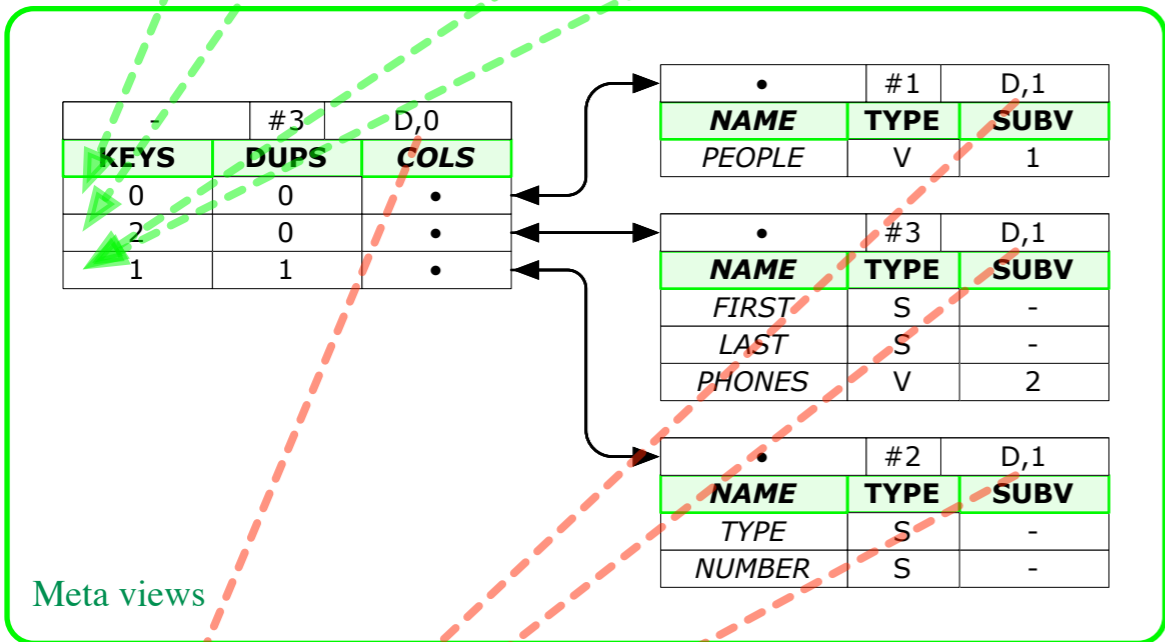 - #3 D,0
KEYS DUPS COLS
0 0 •
2 0 •
1 1 •
• #1 D,1
NAME TYPE SUBV
PEOPLE V 1
• #3 D,1
NAME TYPE SUBV
FIRST S -
LAST S -
PHONES V 2
• #2 D,1
NAME TYPE SUBV
TYPE S -
NUMBER S -
Meta views